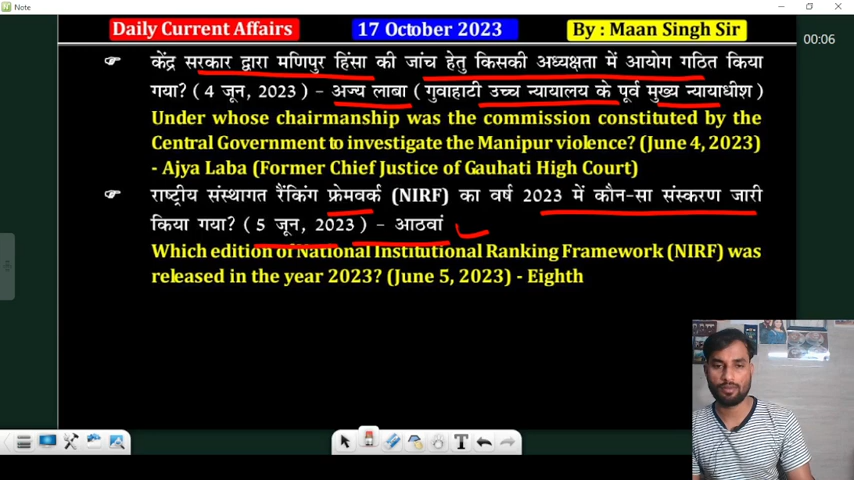 Note
Daily Current Affairs
17 October 2023
By : Maan Singh Sir
00:06
केंद्र सरकार द्वारा मणिपुर हिंसा की जांच हेतु किसकी अध्यक्षता में आयोग गठित किया
गया? ( 4 जून, 2023 ) - अज्य लाबा ( गुवाहाटी उच्च न्यायालय के पूर्व मुख्य न्यायाधीश )
Under whose chairmanship was the commission constituted by the
Central Government to investigate the Manipur violence? (June 4, 2023)
- Ajya Laba (Former Chief Justice of Gauhati High Court)
राष्ट्रीय संस्थागत रैंकिंग फ्रेमवर्क (NIRF) का वर्ष 2023 में कौन-सा संस्करण जारी
किया गया? ( 5 जून, 2023 ) - आठवां
Which edition of National Institutional Ranking Framework (NIRF) was
released in the year 2023? (June 5, 2023) - Eighth